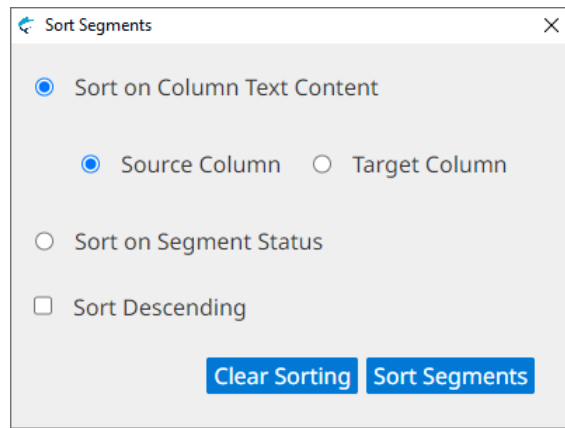 Sort Segments
Sort on Column Text Content
Source Column Target Column
Sort on Segment Status
Sort Descending
Clear Sorting Sort Segments